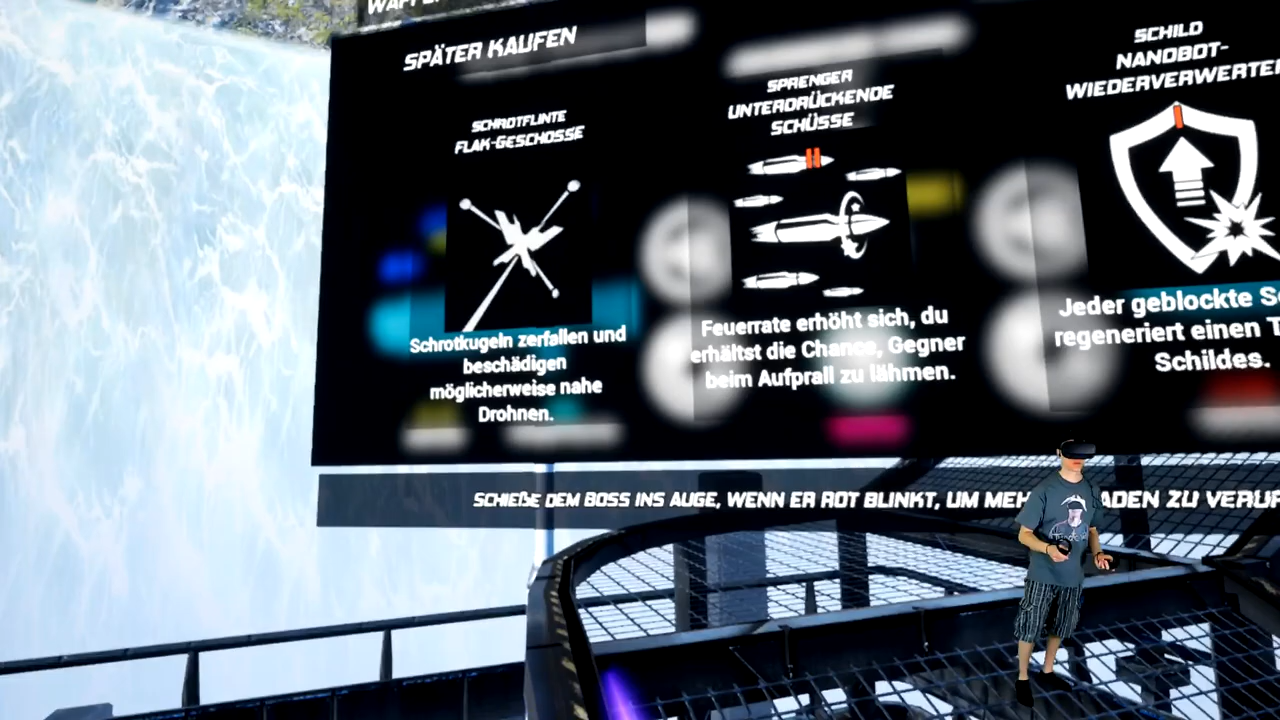 SPÄTER KAUFEN
SCHROTFLINTE
FLAK-GESCHOSSE
Schrotkugeln zerfallen und
beschädigen
möglicherweise nahe
Drohnen.
SPRENGER
UNTERDRÜCKENDE
SCHÜSSE
Feuerrate erhöht sich, du
erhältst die Chance, Gegner
beim Aufprall zu lähmen.
SCHILD
NANOBOT-
WIEDERVERWERTER
Jeder geblockte
regeneriert einen
Schildes.
SCHIEẞE DEM BOSS INS AUGE, WENN ER ROT BLINKT, UM ZU